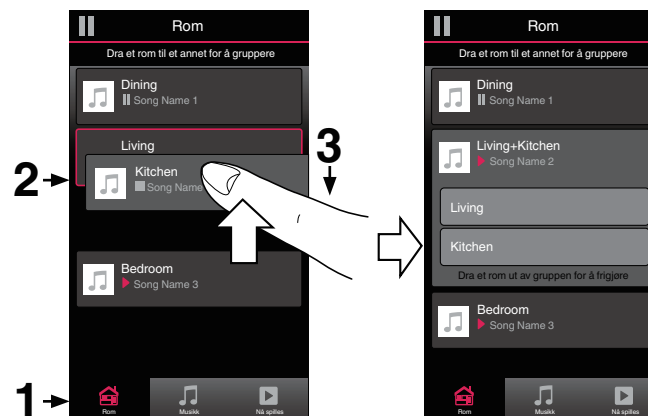 Rom
Dra et rom til et annet for å gruppere
Dining
Song Name 1
Living
Kitchen
Song Name
Bedroom
Song Name 3
Rom
Musikk
Nå spilles
1
2
3
Rom
Dra et rom til et annet for å gruppere
Dining
Song Name 1
Living+Kitchen
Song Name 2
Living
Kitchen
Dra et rom ut av gruppen for å frigjøre
Bedroom
Song Name 3
Rom
Musikk
Nå spilles